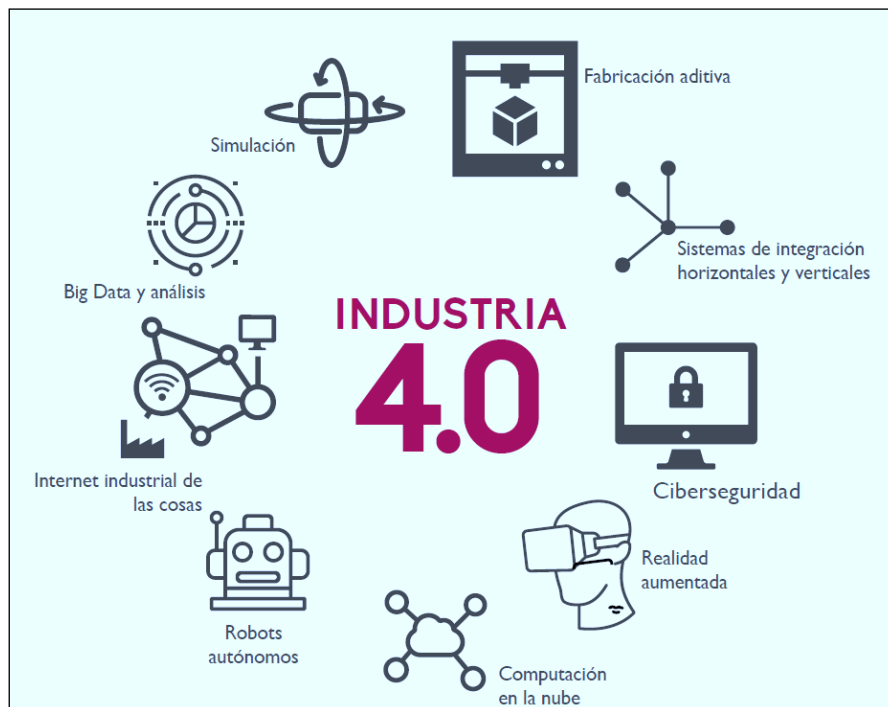 Fabricación aditiva
Simulación
Sistemas de integración
horizontales y verticales
Big Data y análisis
INDUSTRIA
4.0
Internet industrial de
las cosas
Ciberseguridad
Realidad
aumentada
Robots
autónomos
Computación
en la nube